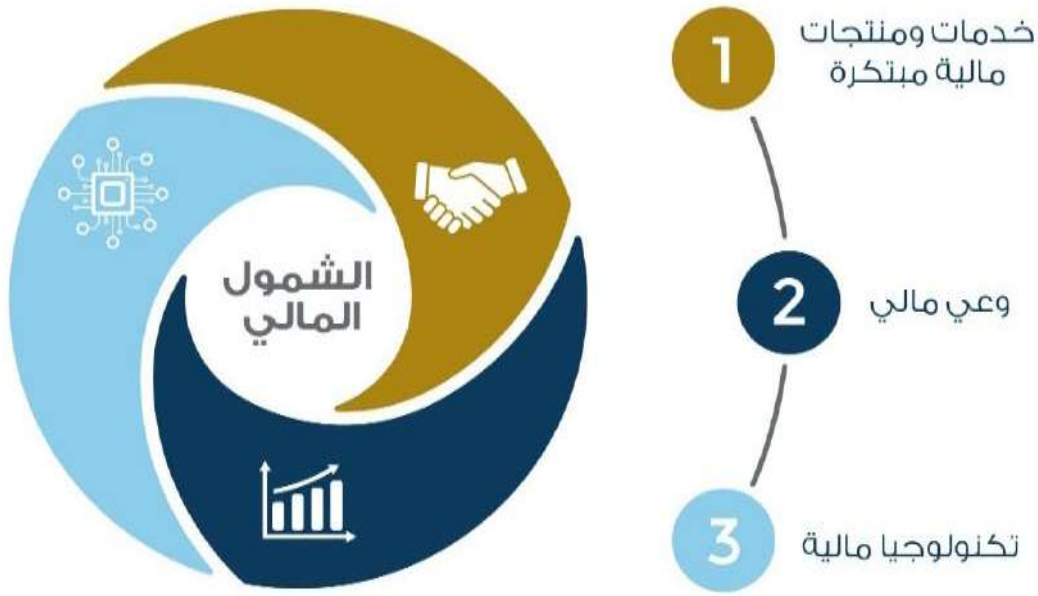 الشمول
المالي
1
خدمات ومنتجات
مالية مبتكرة
2
وعي مالي
3
تكنولوجيا مالية